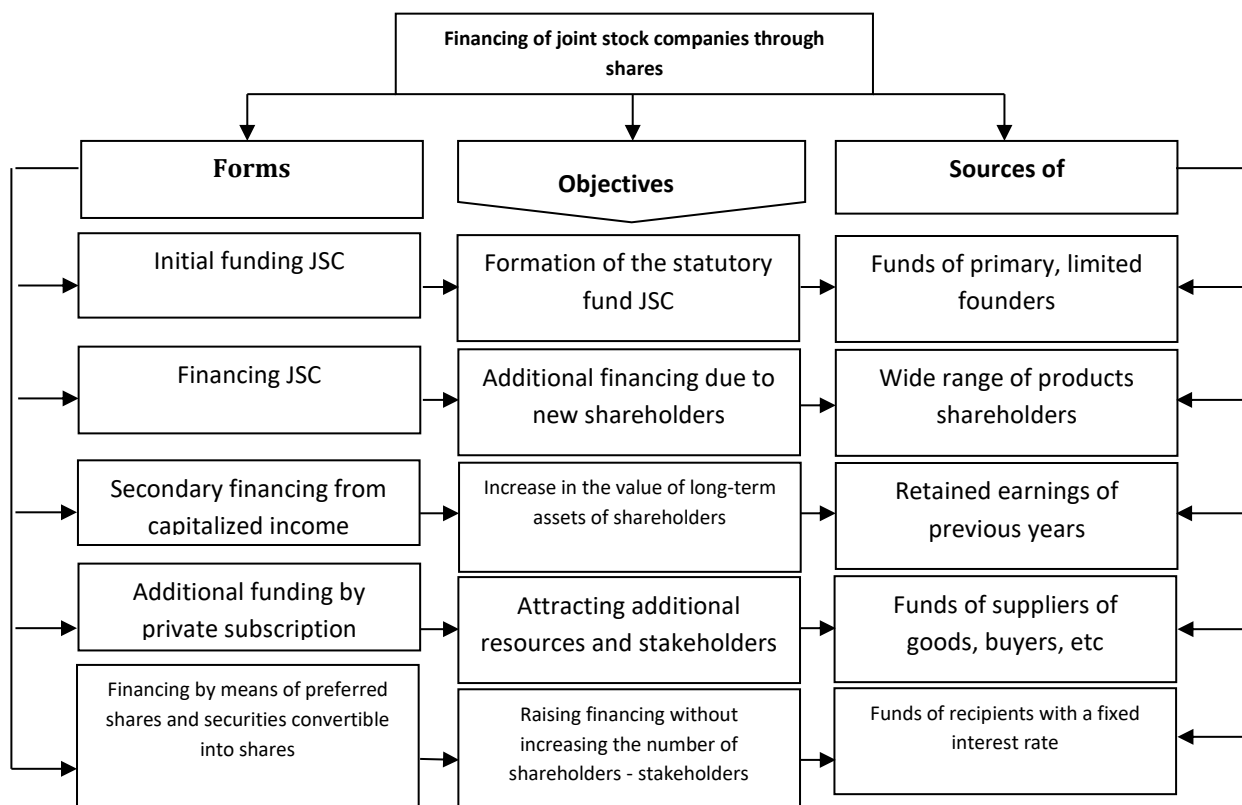 Financing of joint stock companies through
shares
Forms
Objectives
Sources of
Initial funding JSC
Formation of the statutory
fund JSC
Funds of primary, limited
founders
Financing JSC
Additional financing due to
new shareholders
Wide range of products
shareholders
Secondary financing from
capitalized income
Increase in the value of long-term
assets of shareholders
Retained earnings of
previous years
Additional funding by
private subscription
Attracting additional
resources and stakeholders
Funds of suppliers of
goods, buyers, etc
Financing by means of preferred
shares and securities convertible
into shares
Raising financing without
increasing the number of
shareholders - stakeholders
Funds of recipients with a fixed
interest rate